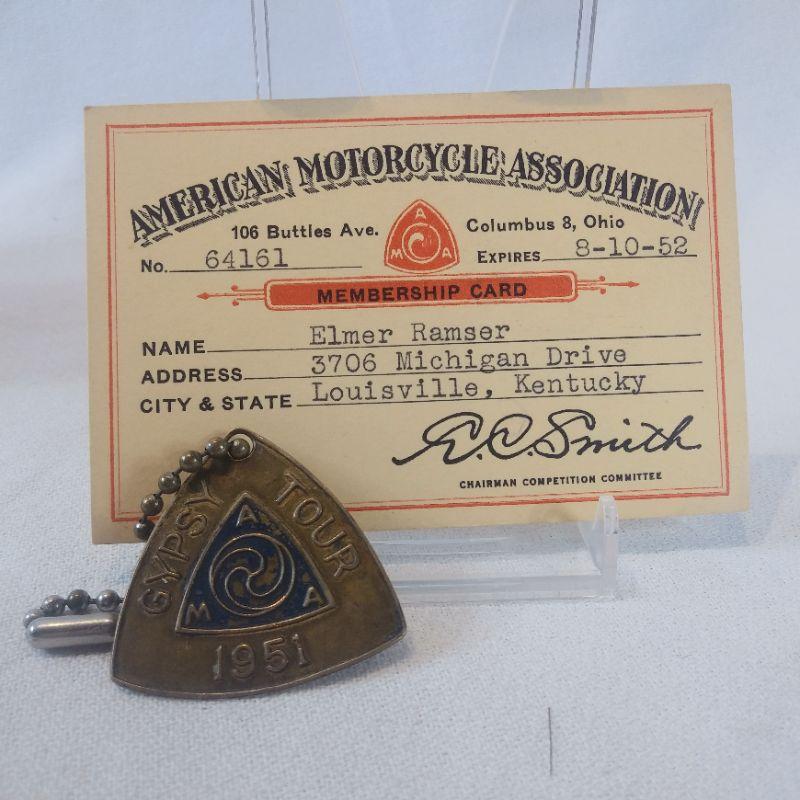 AMERICAN MOTORCYCLE ASSOCIATION
106 Buttles Ave. Columbus 8, Ohio
A
M A
No. 64161 EXPIRES 8-10-52
MEMBERSHIP CARD
NAME Elmer Ramser
ADDRESS 3706 Michigan Drive
CITY & STATE Louisville, Kentucky
E.C. Smith
CHAIRMAN COMPETITION COMMITTEE
GYPSY TOUR
A
M A
1951